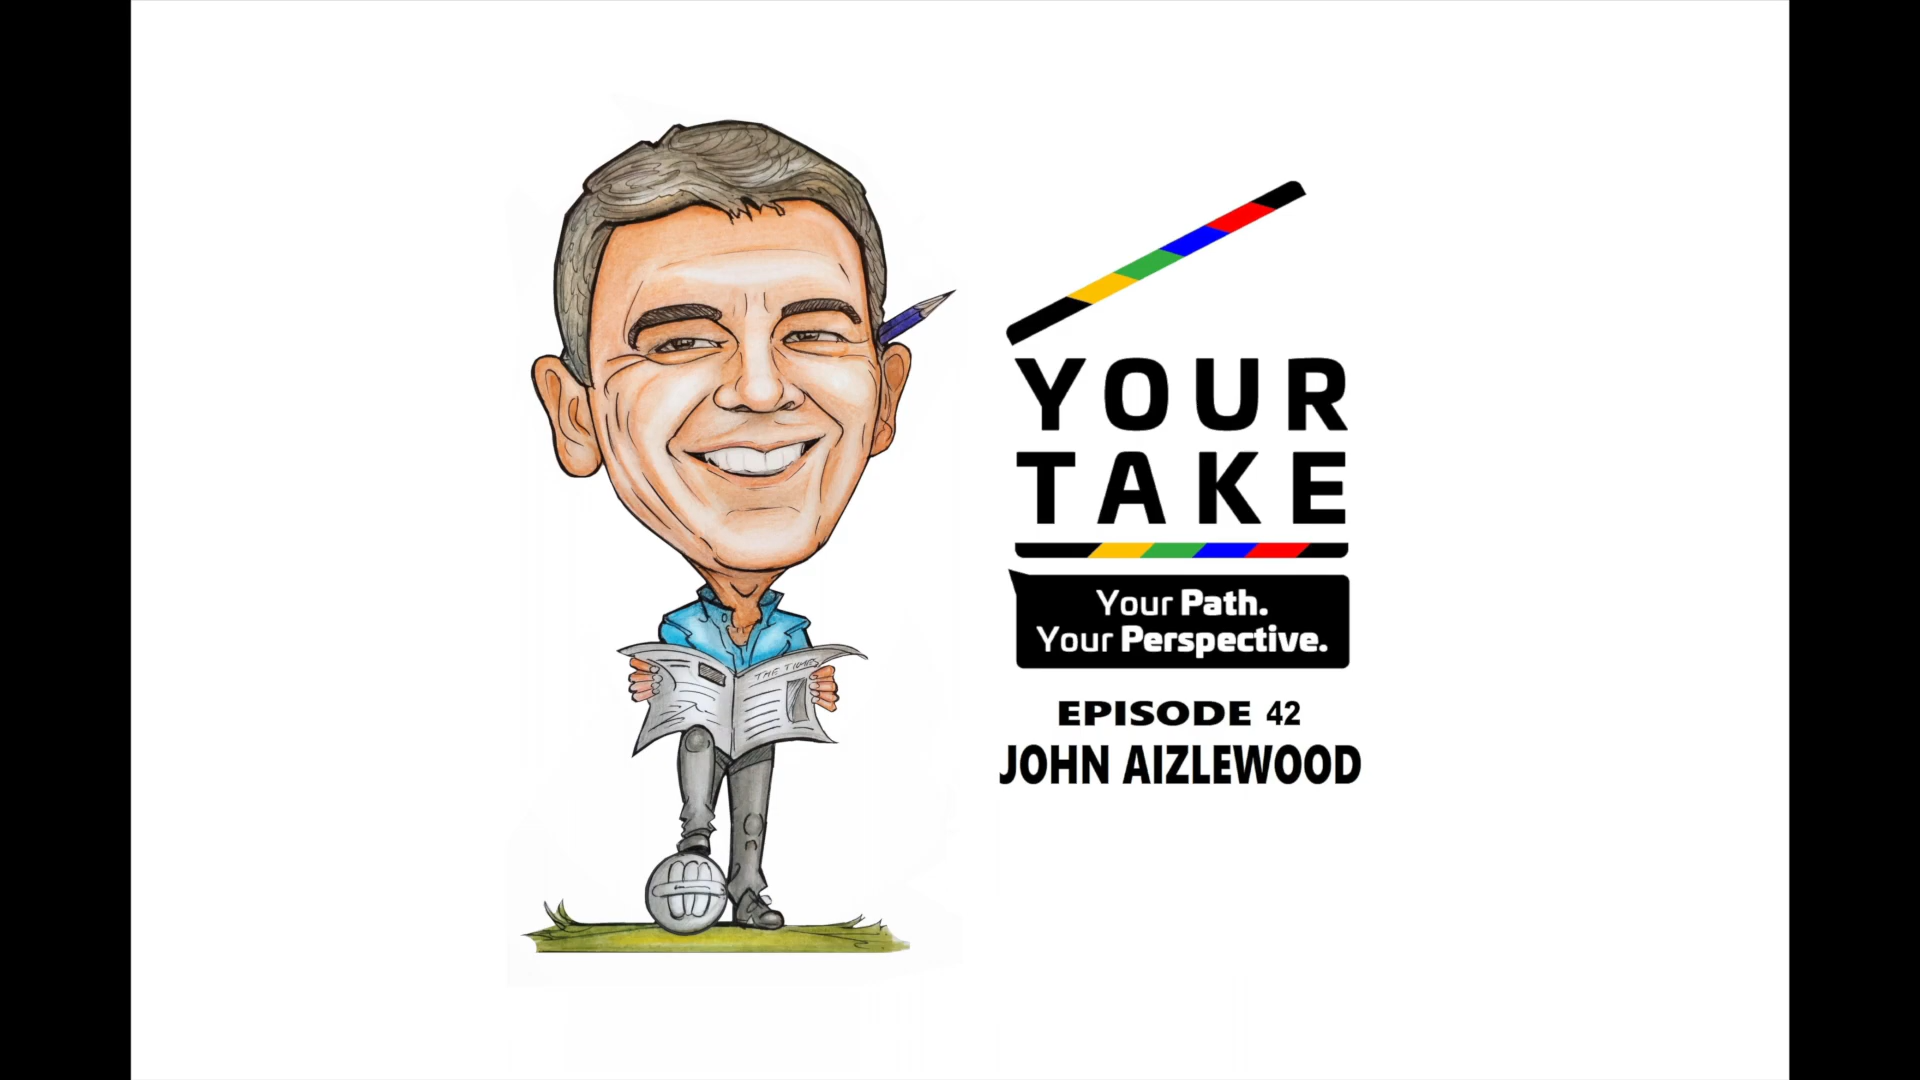 THE TIMES
YOUR
TAKE
Your Path.
Your Perspective.
EPISODE 42
JOHN AIZLEWOOD